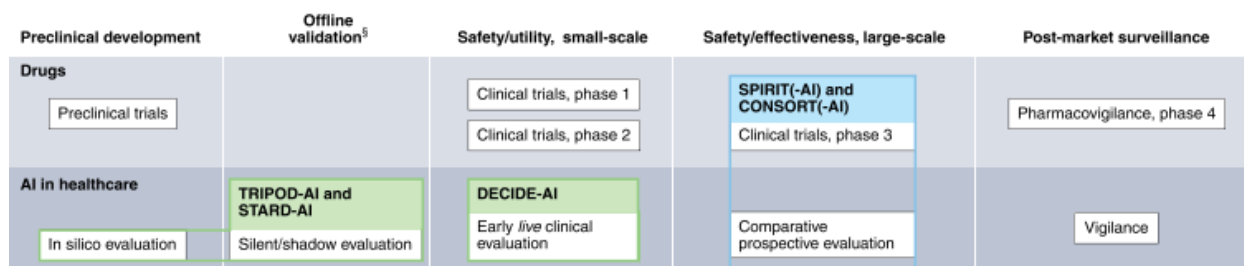 Preclinical development
Offline
validation§
Safety/utility, small-scale
Safety/effectiveness, large-scale
Post-market surveillance
Drugs
Preclinical trials
Clinical trials, phase 1
Clinical trials, phase 2
SPIRIT(-AI) and
CONSORT(-AI)
Clinical trials, phase 3
Pharmacovigilance, phase 4
AI in healthcare
In silico evaluation
TRIPOD-AI and
STARD-AI
Silent/shadow evaluation
DECIDE-AI
Early live clinical
evaluation
Comparative
prospective evaluation
Vigilance